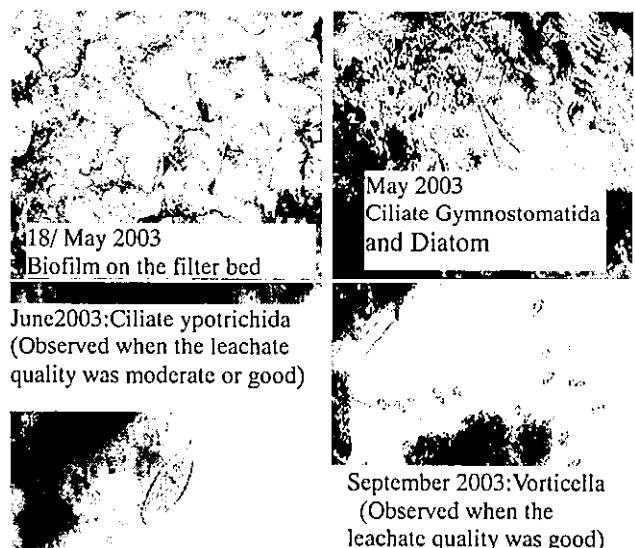 18/ May 2003
Biofilm on the filter bed
May 2003
Ciliate Gymnostomatida
and Diatom
June2003:Ciliate ypotrichida
(Observed when the leachate
quality was moderate or good)
September 2003:Vorticella
(Observed when the
leachate quality was good)